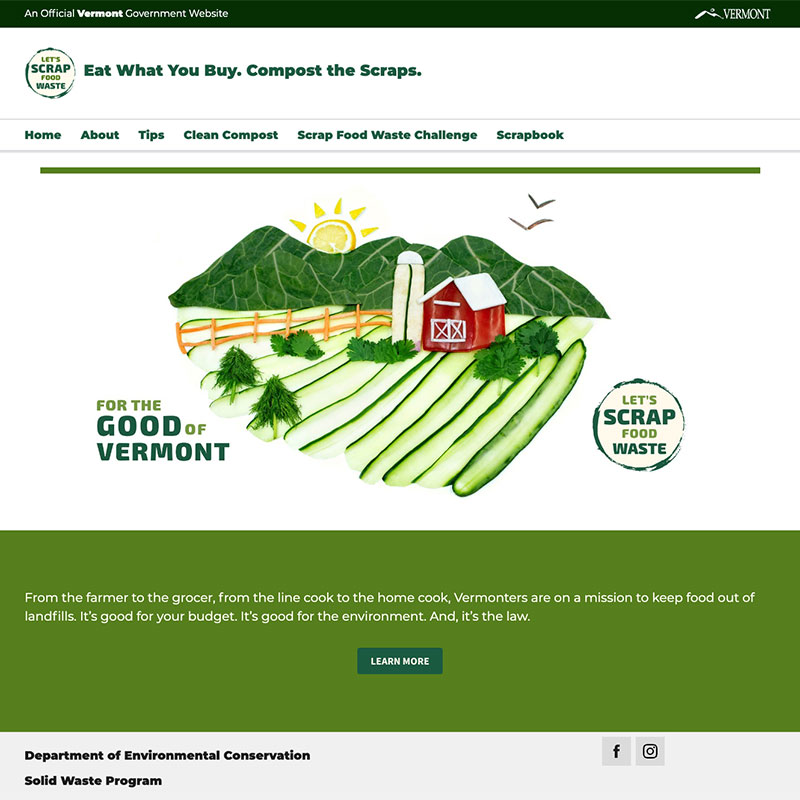 An Official Vermont Government Website
VERMONT
LET'S
SCRAP
FOOD
WASTE
Eat What You Buy. Compost the Scraps.
Home About Tips Clean Compost Scrap Food Waste Challenge Scrapbook
FOR THE
GOOD OF
VERMONT
LET'S
SCRAP
FOOD
WASTE
From the farmer to the grocer, from the line cook to the home cook, Vermonters are on a mission to keep food out of
landfills. It's good for your budget. It's good for the environment. And, it's the law.
LEARN MORE
Department of Environmental Conservation
Solid Waste Program